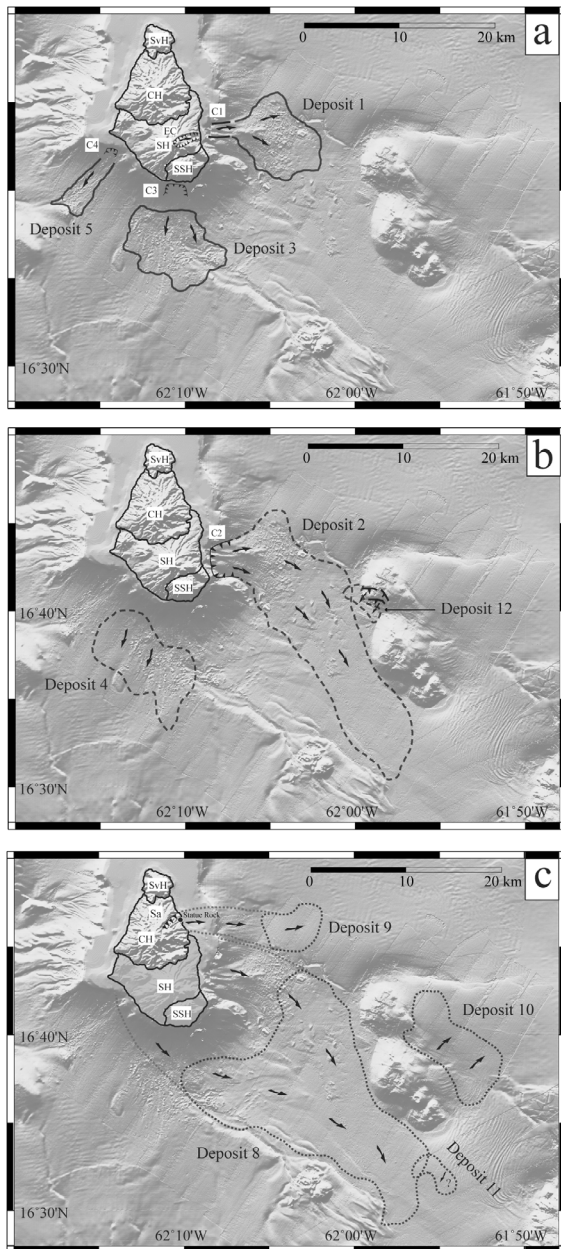 0 10 20 km
a
SvH
CH
C1
Deposit 1
EC
SH
C4
SSH
C3
Deposit 5
Deposit 3
16°30'N
62°10'W 62°00'W 61°50'W
0 10 20 km
b
SvH
CH
C2
Deposit 2
SH
SSH
16°40'N
Deposit 12
Deposit 4
16°30'N
62°10'W 62°00'W 61°50'W
0 10 20 km
c
SvH
Sa
Statue Rock
CH
Deposit 9
SH
SSH
Deposit 10
16°40'N
Deposit 8
Deposit 11
16°30'N
62°10'W 62°00'W 61°50'W